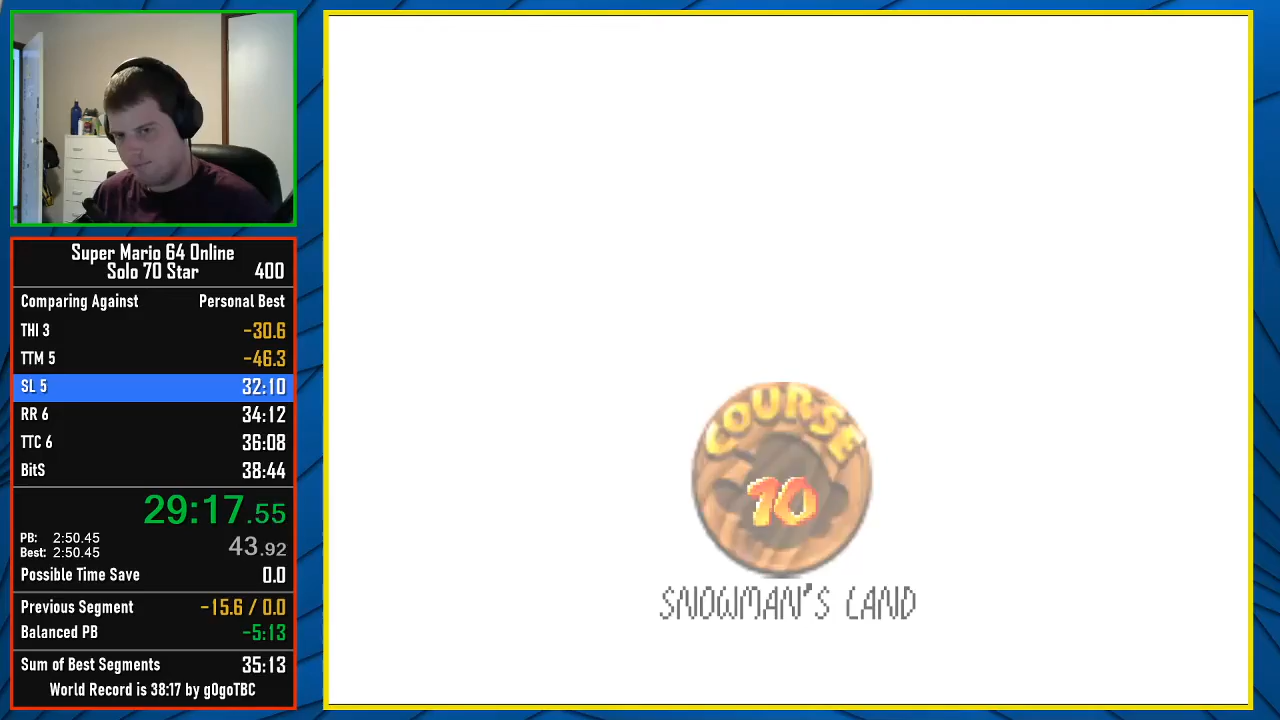 Super Mario 64 Online
Solo 70 Star 400
Comparing Against Personal Best
THI 3 -30.6
TTM 5 -46.3
SL 5 32:10
RR 6 34:12
TTC 6 36:08
BitS 38:44
29:17.55
PB: 2:50.45
Best: 2:50.45
43.92
Possible Time Save 0.0
Previous Segment -15.6 / 0.0
Balanced PB -5:13
Sum of Best Segments 35:13
World Record is 38:17 by g0goTBC
COURSE
10
SNOWMAN'S LAND